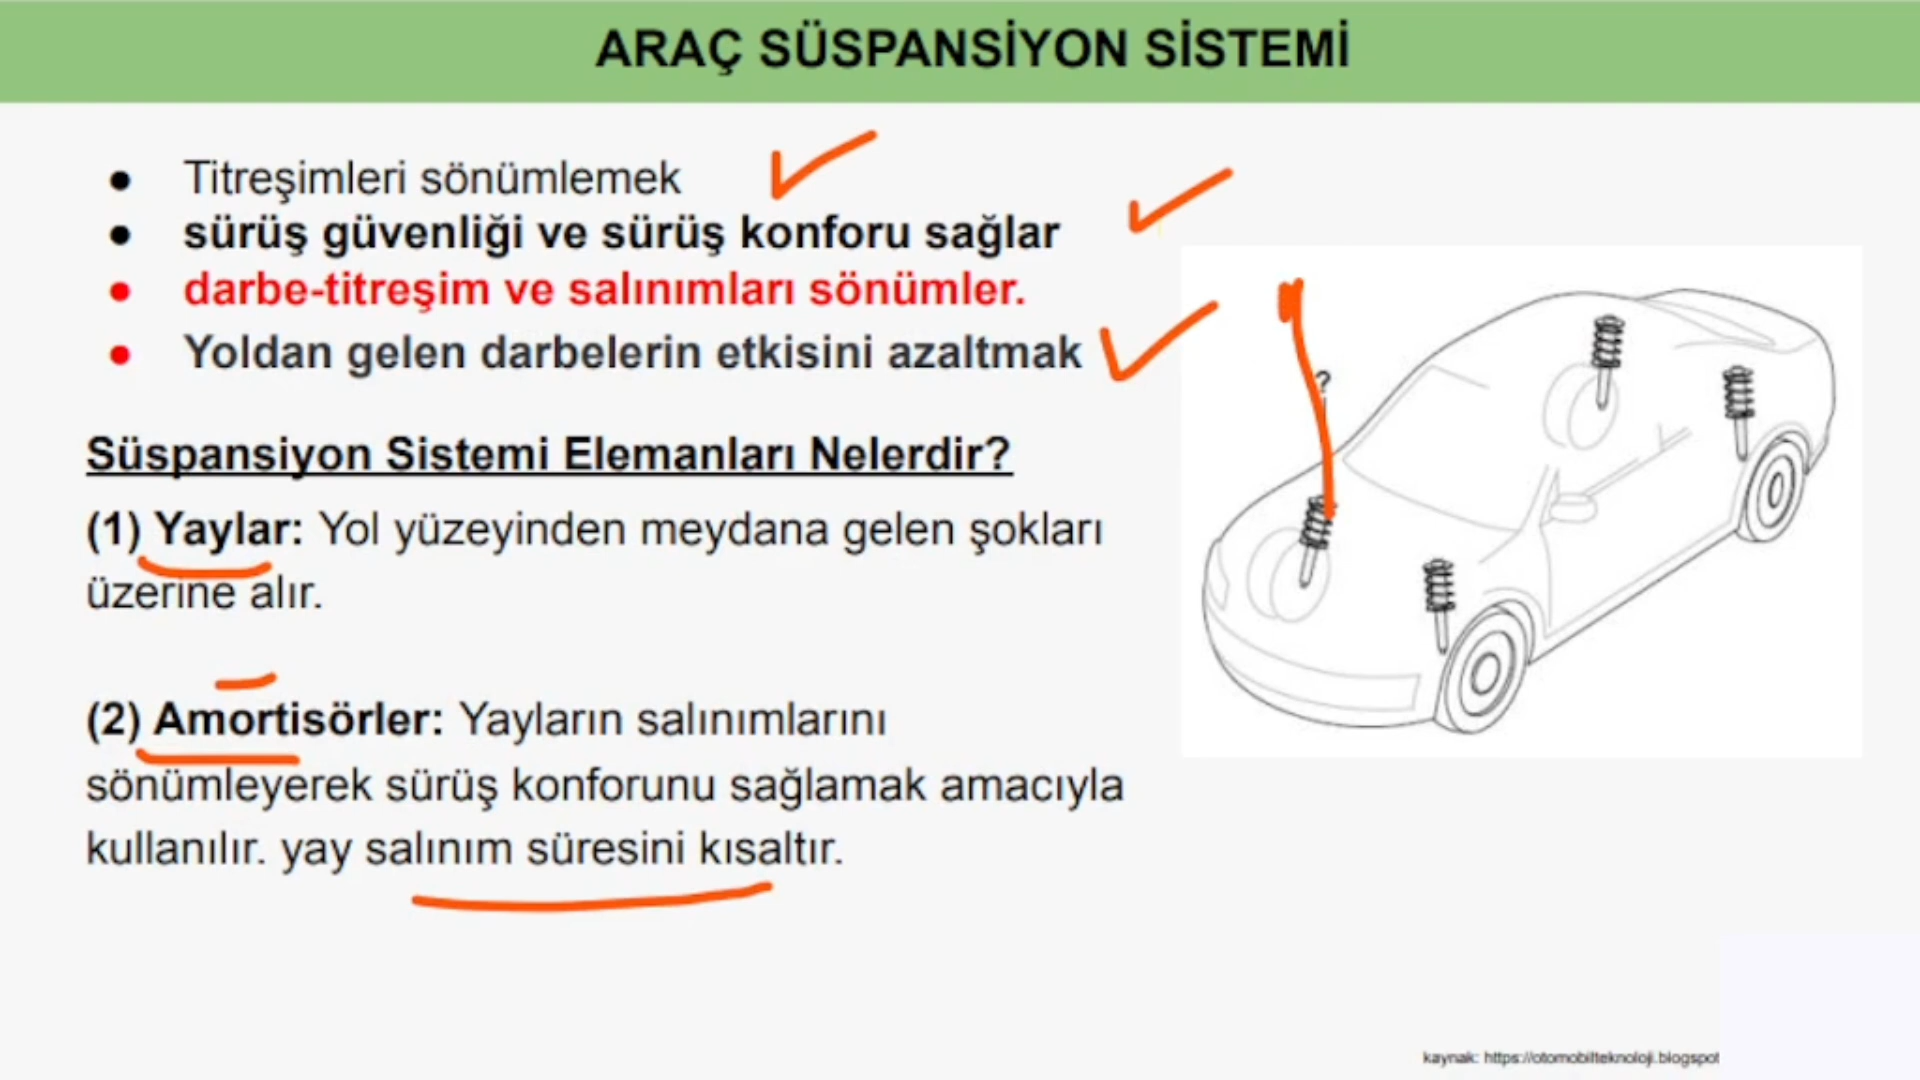 ARAÇ SÜSPANSİYON SİSTEMİ
● Titreşimleri sönümlemek
● sürüş güvenliği ve sürüş konforu sağlar
● darbe-titreşim ve salınımları sönümler.
● Yoldan gelen darbelerin etkisini azaltmak
?
Süspansiyon Sistemi Elemanları Nelerdir?
(1) Yaylar: Yol yüzeyinden meydana gelen şokları
üzerine alır.
(2) Amortisörler: Yayların salınımlarını
sönümleyerek sürüş konforunu sağlamak amacıyla
kullanılır. yay salınım süresini kısaltır.
kaynak: https://otomobilteknoloji.blogspot